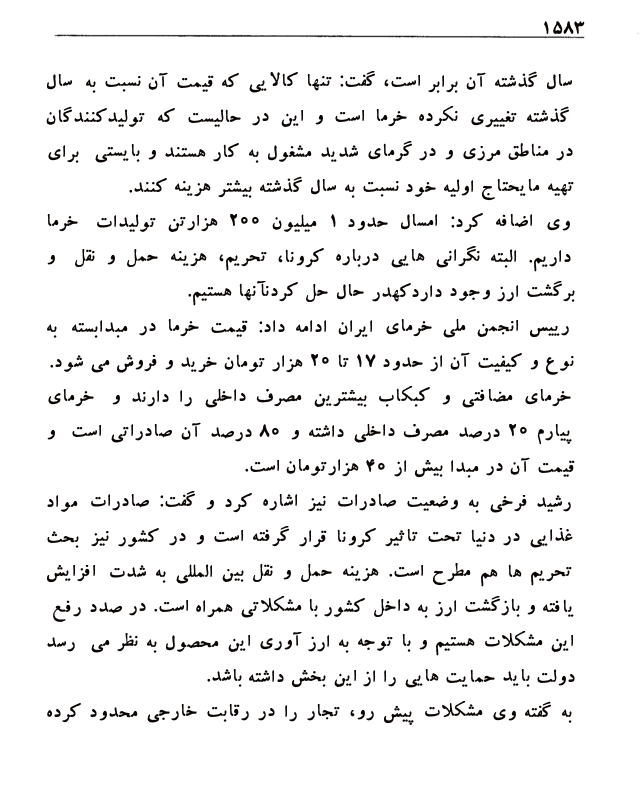 ۱۵۸۳
سال گذشته آن برابر است، گفت: تنها کالایی که قیمت آن نسبت به سال
گذشته تغییری نکرده خرما است و این در حالیست که تولیدکنندگان
در مناطق مرزی و در گرمای شدید مشغول به کار هستند و بایستی برای
تهیه مایحتاج اولیه خود نسبت به سال گذشته بیشتر هزینه کنند.
وی اضافه کرد: امسال حدود ۱ میلیون ۲۰۰ هزارتن تولیدات خرما
داریم. البته نگرانی هایی درباره کرونا، تحریم، هزینه حمل و نقل و
برگشت ارز وجود داردکهدر حال حل کردنآنها هستیم.
رییس انجمن ملی خرمای ایران ادامه داد: قیمت خرما در مبدابسته به
نوع و کیفیت آن از حدود ۱۷ تا ۲۰ هزار تومان خرید و فروش می شود.
خرمای مضافتی و کبکاب بیشترین مصرف داخلی را دارند و خرمای
پیارم ۲۰ درصد مصرف داخلی داشته و ۸۰ درصد آن صادراتی است و
قیمت آن در مبدا بیش از ۴۰ هزارتومان است.
رشید فرخی به وضعیت صادرات نیز اشاره کرد و گفت: صادرات مواد
غذایی در دنیا تحت تاثیر کرونا قرار گرفته است و در کشور نیز بحث
تحریم ها هم مطرح است. هزینه حمل و نقل بین المللی به شدت افزایش
یافته و بازگشت ارز به داخل کشور با مشکلاتی همراه است. در صدد رفع
این مشکلات هستیم و با توجه به ارز آوری این محصول به نظر می رسد
دولت باید حمایت هایی را از این بخش داشته باشد.
به گفته وی مشکلات پیش رو، تجار را در رقابت خارجی محدود کرده